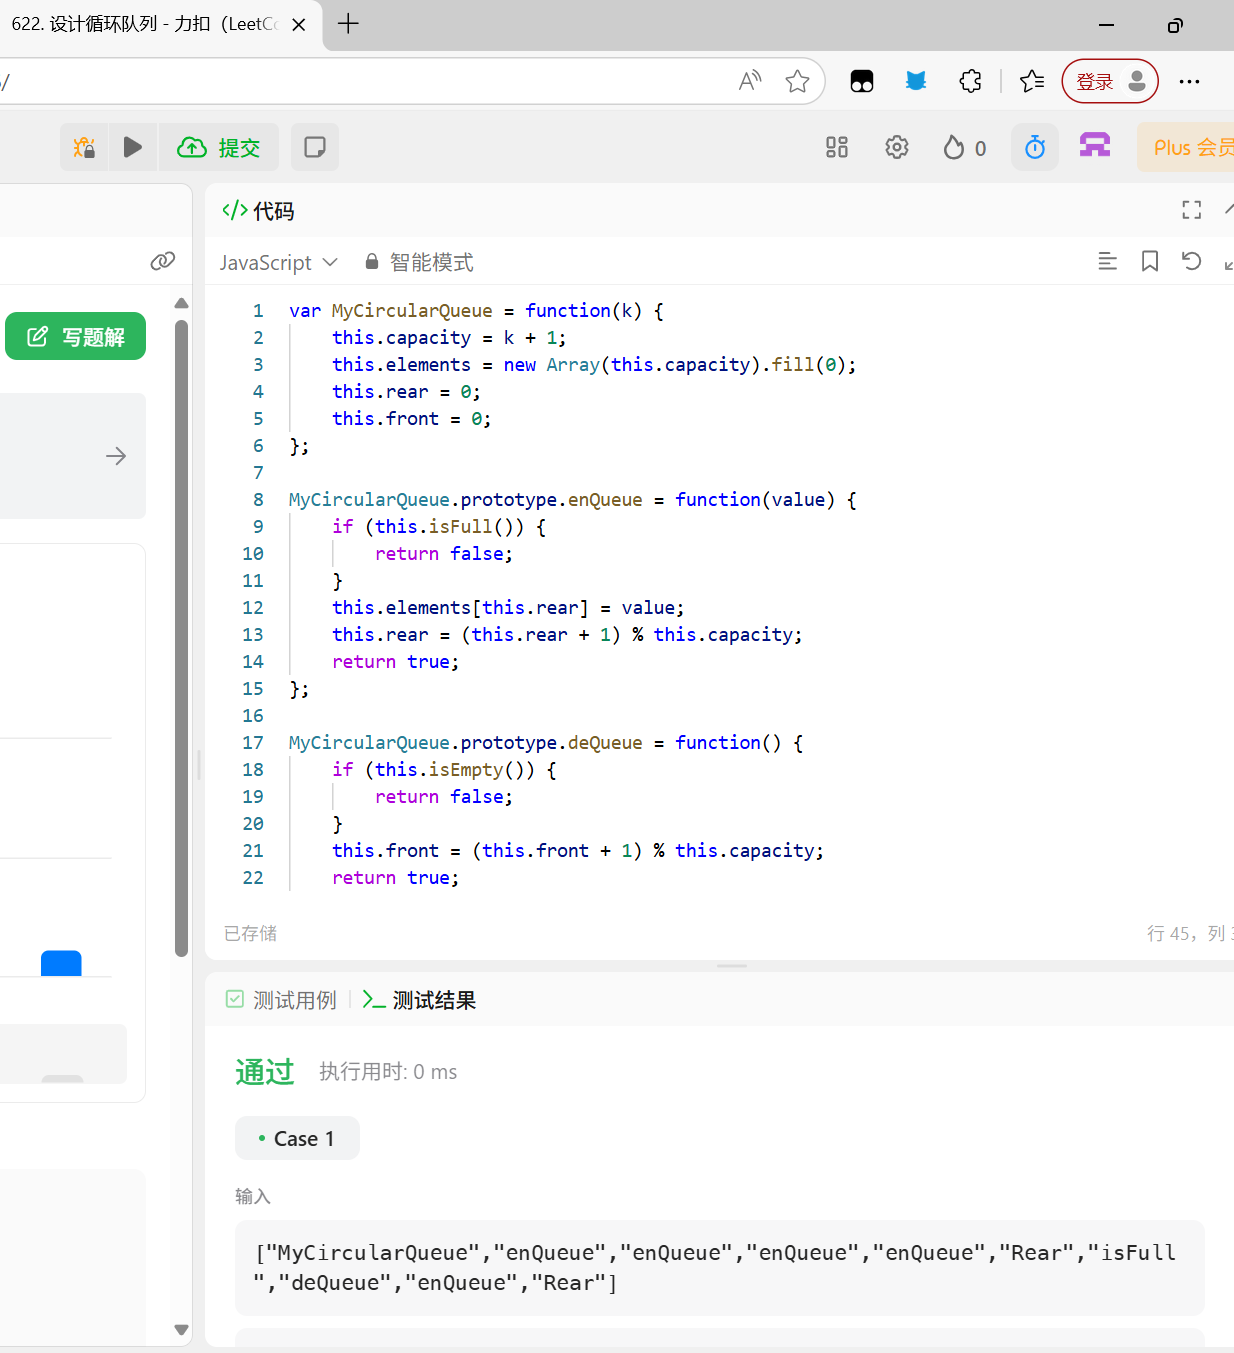 622. 设计循环队列 - 力扣（LeetCo
/
登录
提交
0
Plus 会员
代码
JavaScript
智能模式
写题解
1 var MyCircularQueue = function(k) {
2     this.capacity = k + 1;
3     this.elements = new Array(this.capacity).fill(0);
4     this.rear = 0;
5     this.front = 0;
6 };
7
8 MyCircularQueue.prototype.enQueue = function(value) {
9     if (this.isFull()) {
10         return false;
11     }
12     this.elements[this.rear] = value;
13     this.rear = (this.rear + 1) % this.capacity;
14     return true;
15 };
16
17 MyCircularQueue.prototype.deQueue = function() {
18     if (this.isEmpty()) {
19         return false;
20     }
21     this.front = (this.front + 1) % this.capacity;
22     return true;
已存储
行 45，列
测试用例
测试结果
通过 执行用时: 0 ms
Case 1
输入
["MyCircularQueue","enQueue","enQueue","enQueue","enQueue","Rear","isFull
","deQueue","enQueue","Rear"]